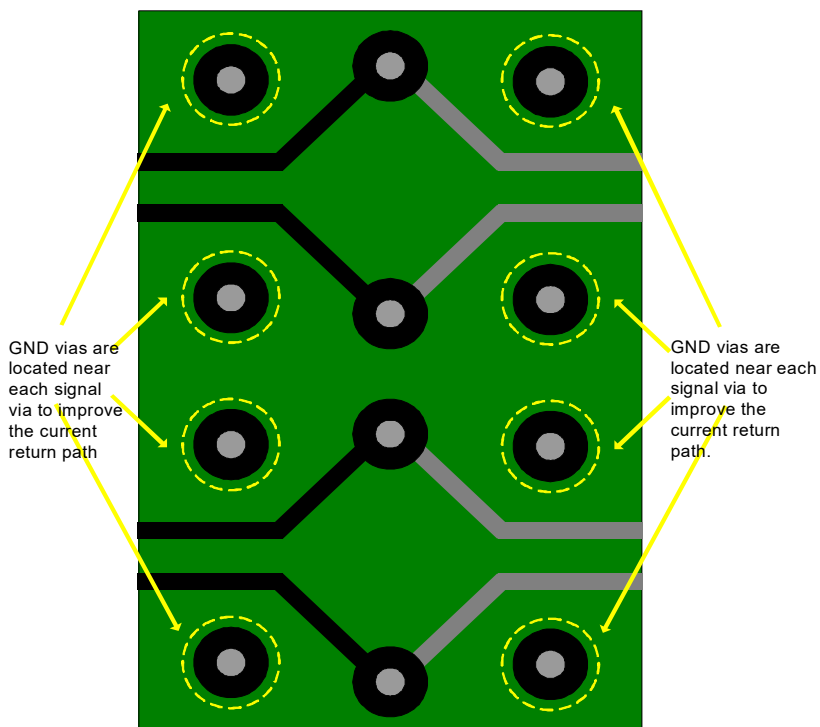 GND vias are
located near
each signal
via to improve
the current
return path
GND vias are
located near each
signal via to
improve the
current return
path.